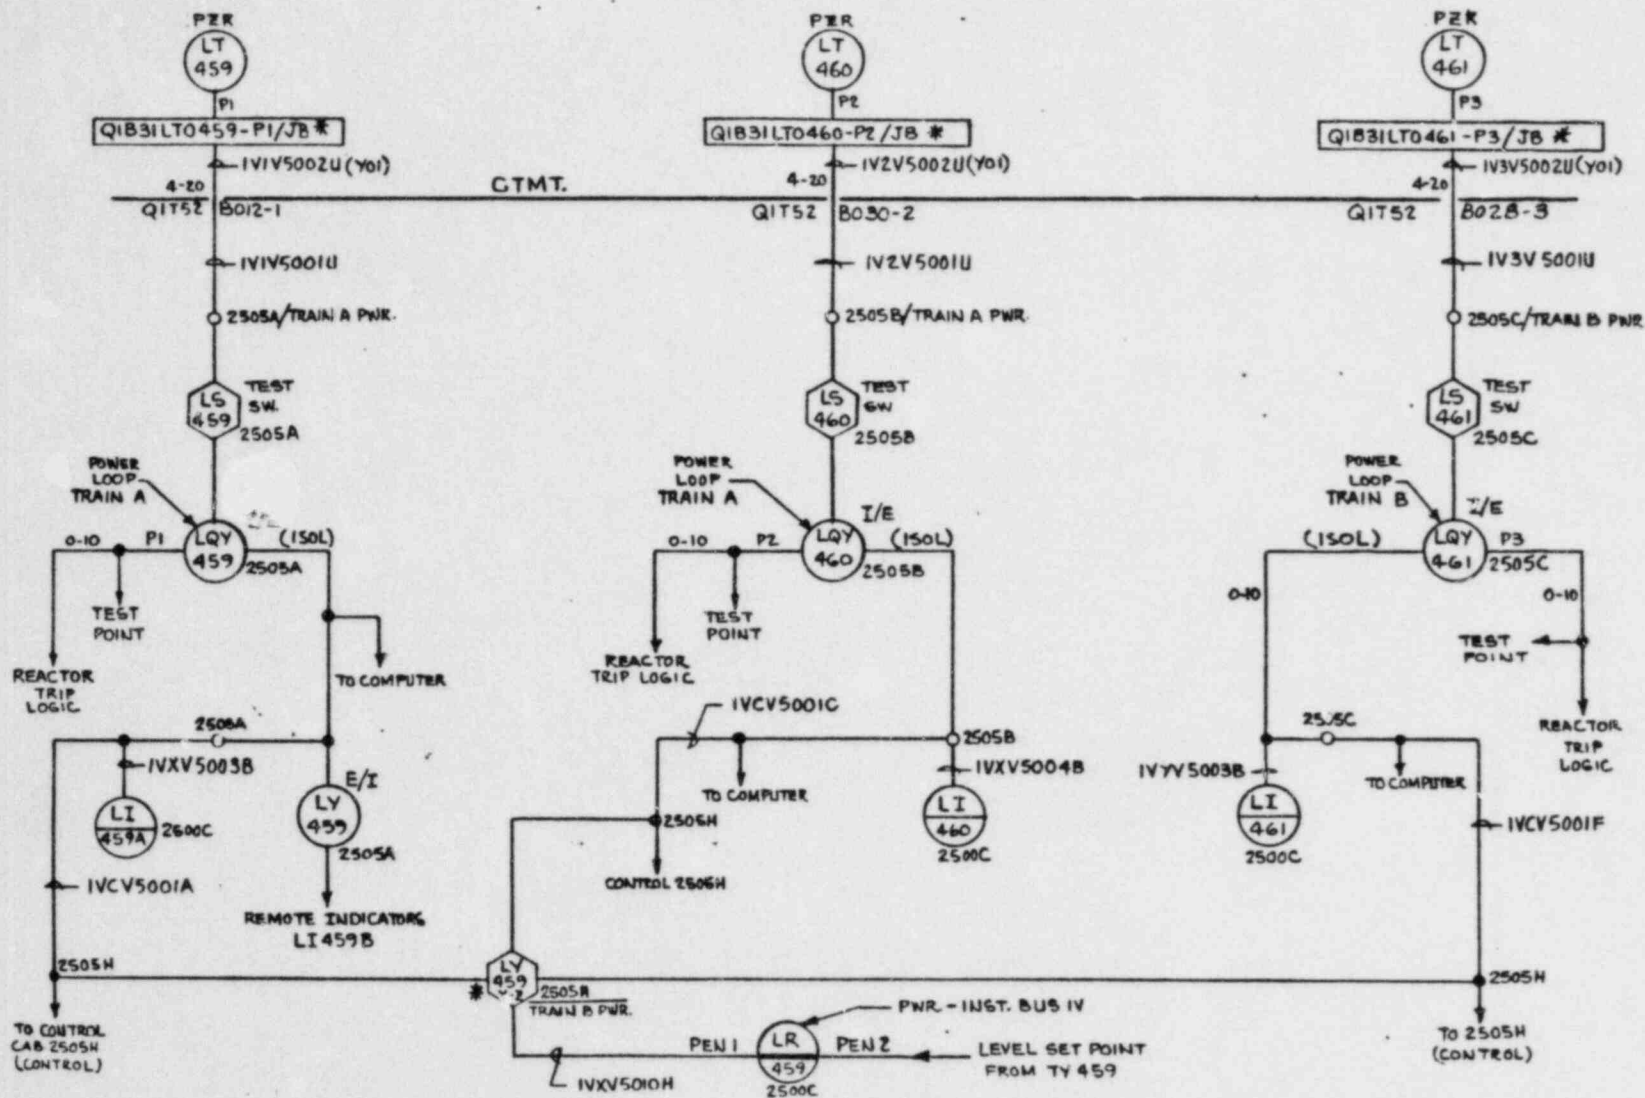 PZR
PZR
PZR
LT
459
LT
460
LT
461
P1
P2
P3
Q1B31LT0459-P1/JB *
Q1B31LT0460-P2/JB *
Q1B31LT0461-P3/JB *
1V1V5002U(Y01)
1V2V5002U(Y01)
1V3V5002U(Y01)
4-20
CTMT.
4-20
4-20
Q1T52
B012-1
Q1T52
B030-2
Q1T52
B028-3
1V1V5001U
1V2V5001U
1V3V5001U
2505A/TRAIN A PWR.
2505B/TRAIN A PWR.
2505C/TRAIN B PWR
LS
459
TEST
SW.
2505A
LS
460
TEST
SW
2505B
LS
461
TEST
SW
2505C
POWER
LOOP
TRAIN A
POWER
LOOP
TRAIN A
POWER
LOOP
TRAIN B
I/E
I/E
0-10
P1
LQY
459
(ISOL)
2505A
0-10
P2
LQY
460
(ISOL)
2505B
(ISOL)
LQY
461
P3
2505C
0-10
0-10
TEST
POINT
TEST
POINT
TEST
POINT
REACTOR
TRIP
LOGIC
TO COMPUTER
REACTOR
TRIP LOGIC
REACTOR
TRIP
LOGIC
2505A
1VCV5001C
2505B
1VXV5003B
E/I
TO COMPUTER
1VXV5004B
1VYV5003B
TO COMPUTER
LI
459A
2500C
LY
459
2505A
2505H
LI
460
2500C
LI
461
2500C
1VCV5001F
1VCV5001A
REMOTE INDICATORS
LI459B
CONTROL 2505H
2505H
LY
459
*
TRAIN B PWR.
2505H
TO CONTROL
CAB 2505H
(CONTROL)
PWR - INST. BUS IV
PEN 1
LR
459
2500C
PEN 2
LEVEL SET POINT
FROM TY 459
1VXV5010H
TO 2505H
(CONTROL)